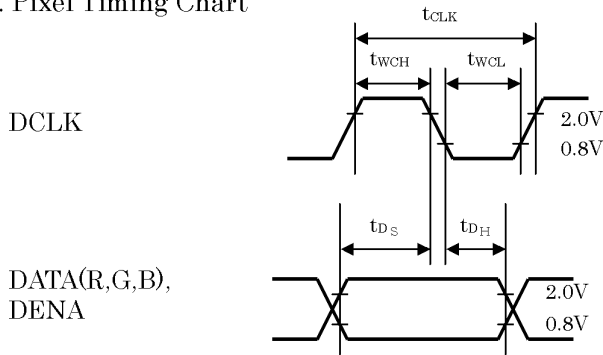 . Pixel Timing Chart
tCLK
tWCH tWCL
DCLK
2.0V
0.8V
tDS tDH
DATA(R,G,B),
DENA
2.0V
0.8V